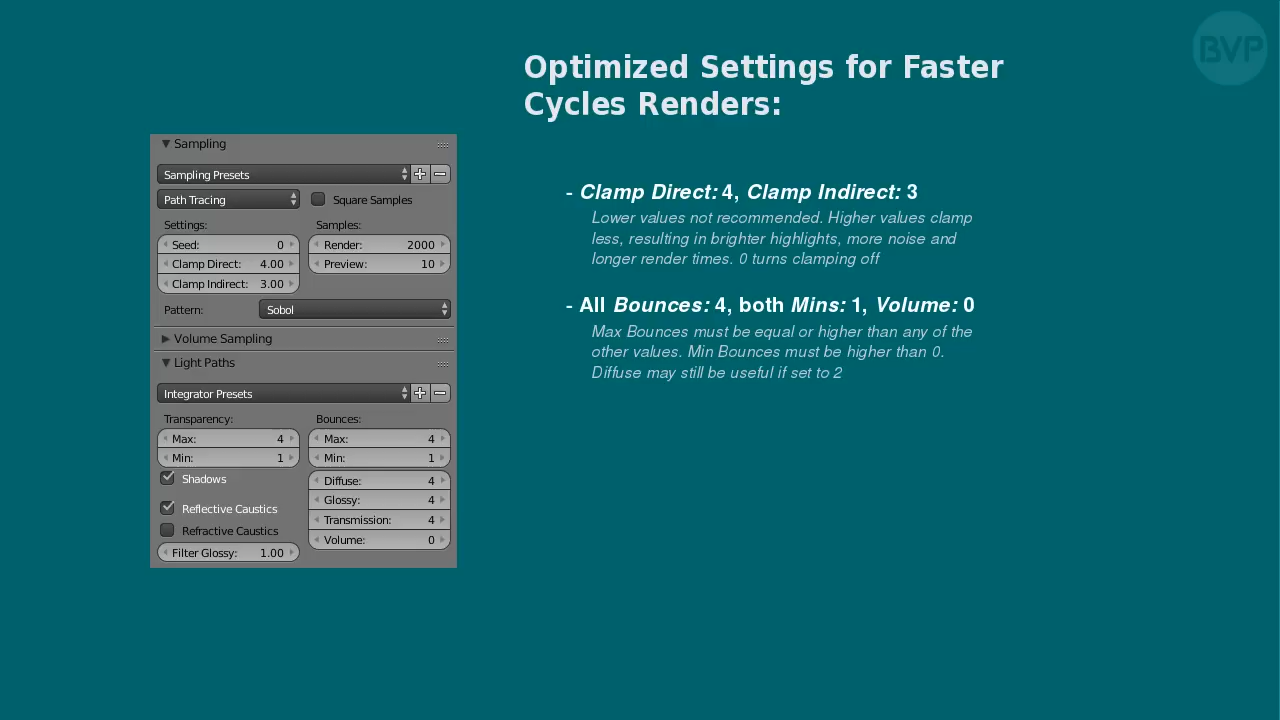 BVP
Optimized Settings for Faster
Cycles Renders:
Sampling
Sampling Presets
Path Tracing
Square Samples
Settings:
Samples:
Seed: 0
Render: 2000
Clamp Direct: 4.00
Preview: 10
Clamp Indirect: 3.00
Pattern: Sobol
Volume Sampling
Light Paths
Integrator Presets
Transparency:
Bounces:
Max: 4
Max: 4
Min: 1
Min: 1
Shadows
Diffuse: 4
Glossy: 4
Reflective Caustics
Transmission: 4
Refractive Caustics
Volume: 0
Filter Glossy: 1.00
- Clamp Direct: 4, Clamp Indirect: 3
Lower values not recommended. Higher values clamp
less, resulting in brighter highlights, more noise and
longer render times. 0 turns clamping off
- All Bounces: 4, both Mins: 1, Volume: 0
Max Bounces must be equal or higher than any of the
other values. Min Bounces must be higher than 0.
Diffuse may still be useful if set to 2